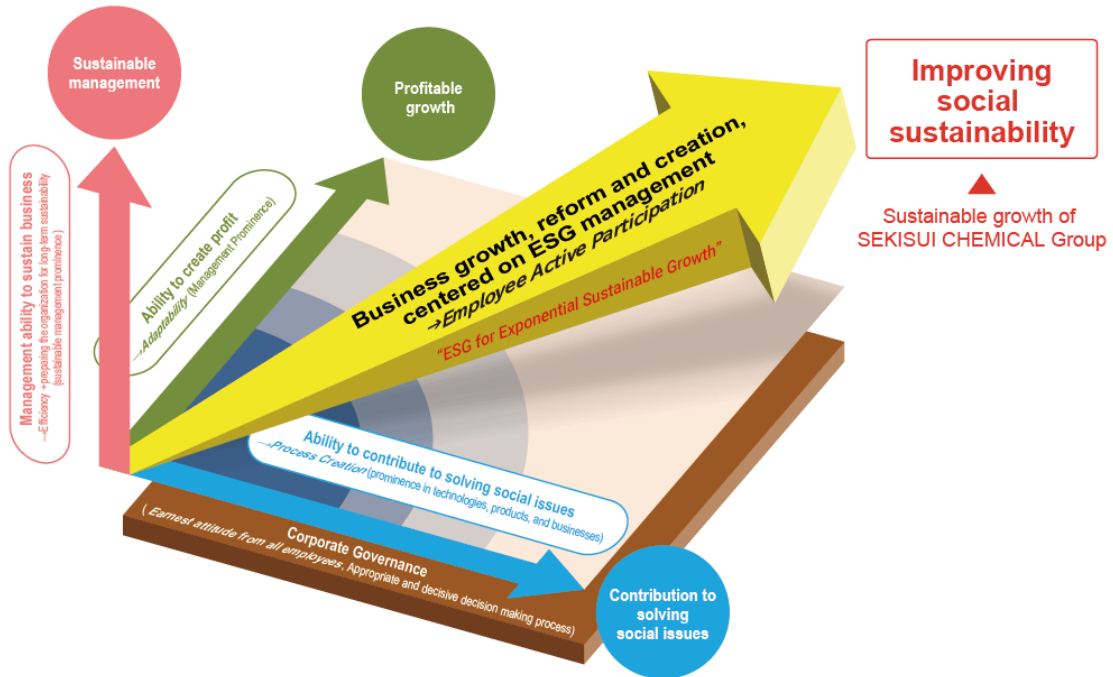 Sustainable
management
Profitable
growth
Improving
social
sustainability
Sustainable growth of
SEKISUI CHEMICAL Group
Management ability to sustain business
→Efficiency +preparing the organization for long-term sustainability
(sustainable management prominence)
Ability to create profit
→Adaptability (Management Prominence)
Business growth, reform and creation,
centered on ESG management
→Employee Active Participation
"ESG for Exponential Sustainable Growth"
Ability to contribute to solving social issues
→Process Creation (prominence in technologies, products, and businesses)
Corporate Governance
(Earnest attitude from all employees, Appropriate and decisive decision making process)
Contribution to
solving
social issues